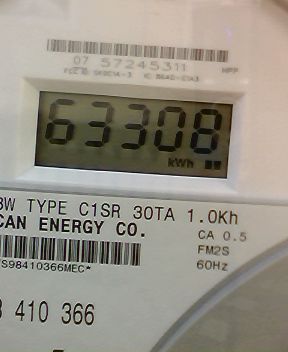 07 57245311
63308
kWh
3W TYPE C1SR 30TA 1.0Kh
CAN ENERGY CO.
CA 0.5
FM2S
60Hz
S98410366MEC*
410 366